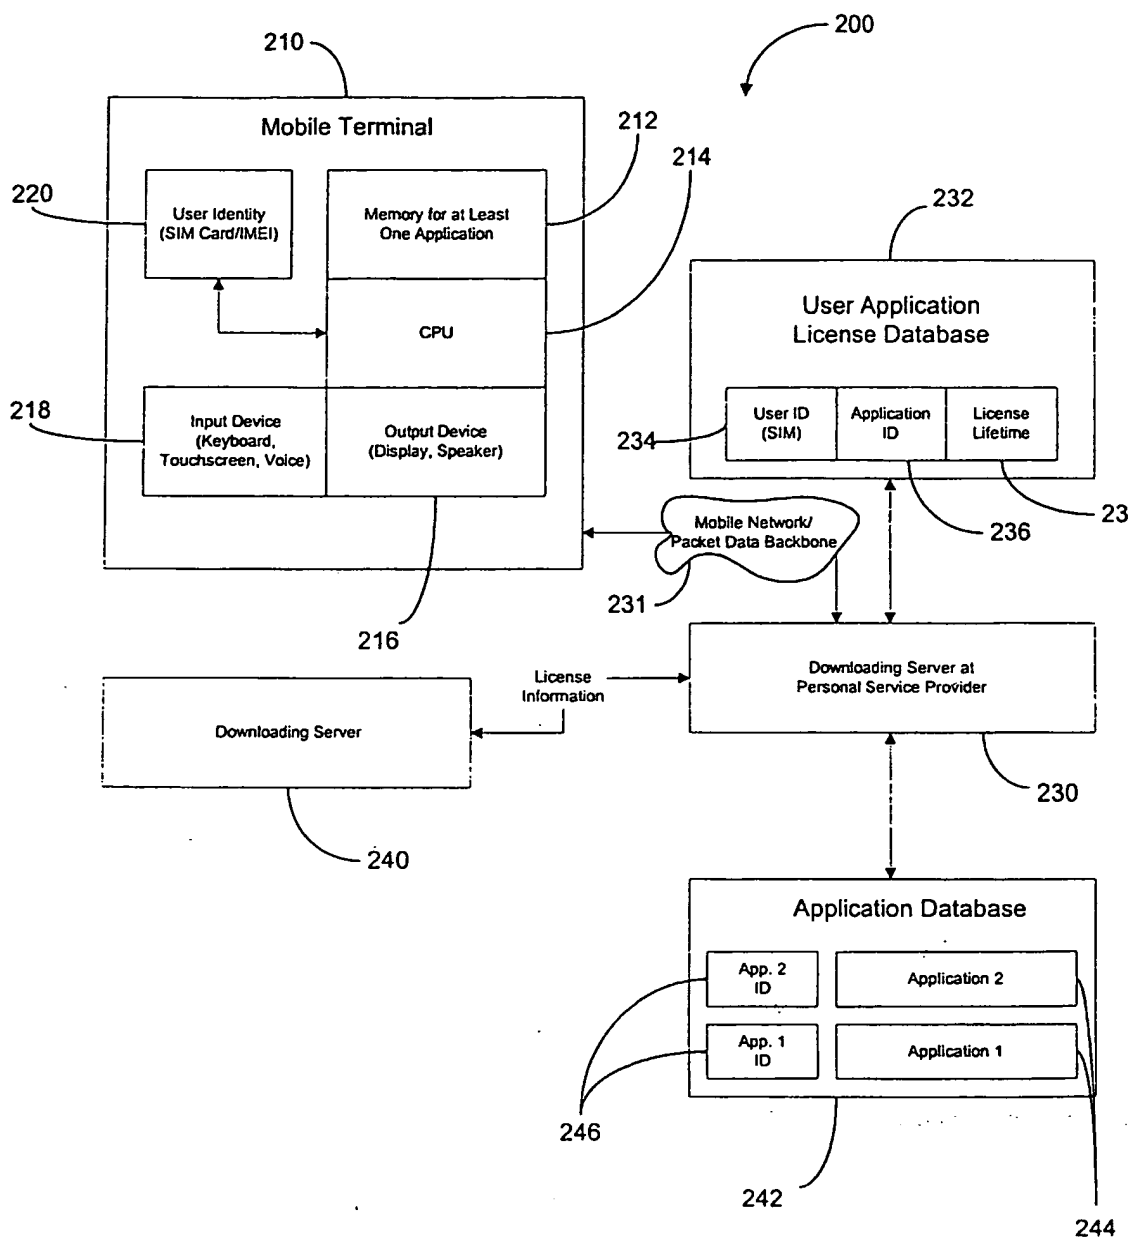 200
210
Mobile Terminal
212
214
220
User Identity
(SIM Card/IMEI)
Memory for at Least
One Application
CPU
218
Input Device
(Keyboard,
Touchscreen, Voice)
Output Device
(Display, Speaker)
216
232
User Application
License Database
234
User ID
(SIM)
Application
ID
License
Lifetime
236
23
Mobile Network/
Packet Data Backbone
231
Downloading Server at
Personal Service Provider
230
License
Information
Downloading Server
240
Application Database
App. 2
ID
Application 2
App. 1
ID
Application 1
246
242
244